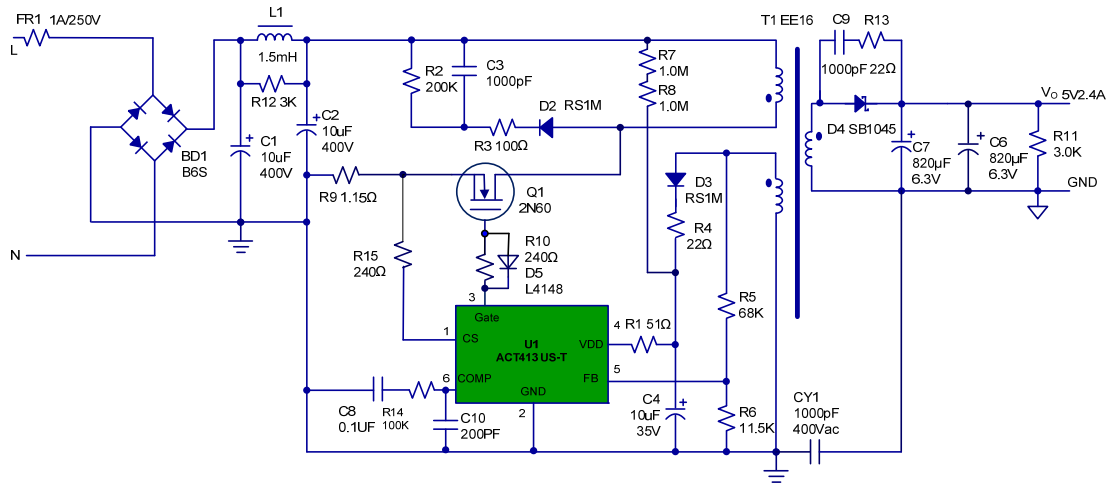 FR1 1A/250V
L
L1
1.5mH
R12 3K
C1
10uF
400V
C2
10uF
400V
BD1
B6S
N
R2
200K
C3
1000pF
R3 100Ω
D2 RS1M
R7
1.0M
R8
1.0M
T1 EE16
C9 R13
1000pF 22Ω
D4 SB1045
C7
820µF
6.3V
C6
820µF
6.3V
R11
3.0K
VO 5V2.4A
GND
R9 1.15Ω
Q1
2N60
R15
240Ω
R10
240Ω
D5
L4148
D3
RS1M
R4
22Ω
R5
68K
R1 51Ω
3
Gate
1
CS
U1
ACT413 US-T
4
VDD
5
FB
6
COMP
GND
2
C8
0.1UF
R14
100K
C10
200PF
C4
10uF
35V
R6
11.5K
CY1
1000pF
400Vac